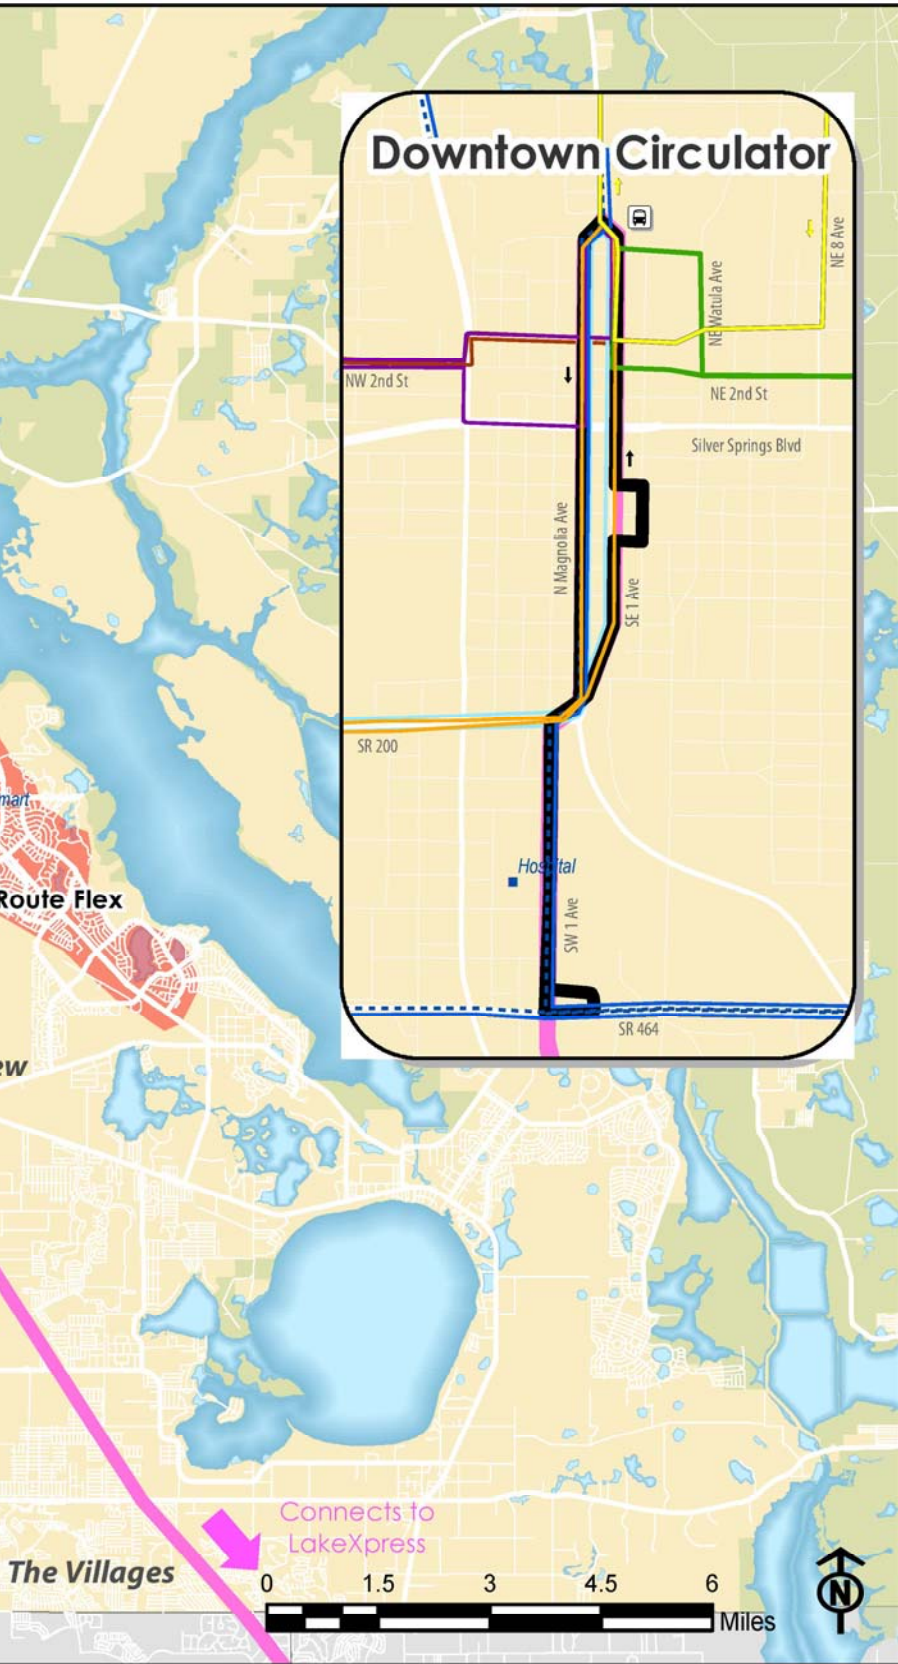 Downtown Circulator
NE 8 Ave
NE Watula Ave
NW 2nd St
NE 2nd St
Silver Springs Blvd
N Magnolia Ave
SE 1 Ave
SR 200
mart
Hospital
Route Flex
SW 1 Ave
SR 464
ew
Connects to
LakeXpress
The Villages
0 1.5 3 4.5 6
Miles
N